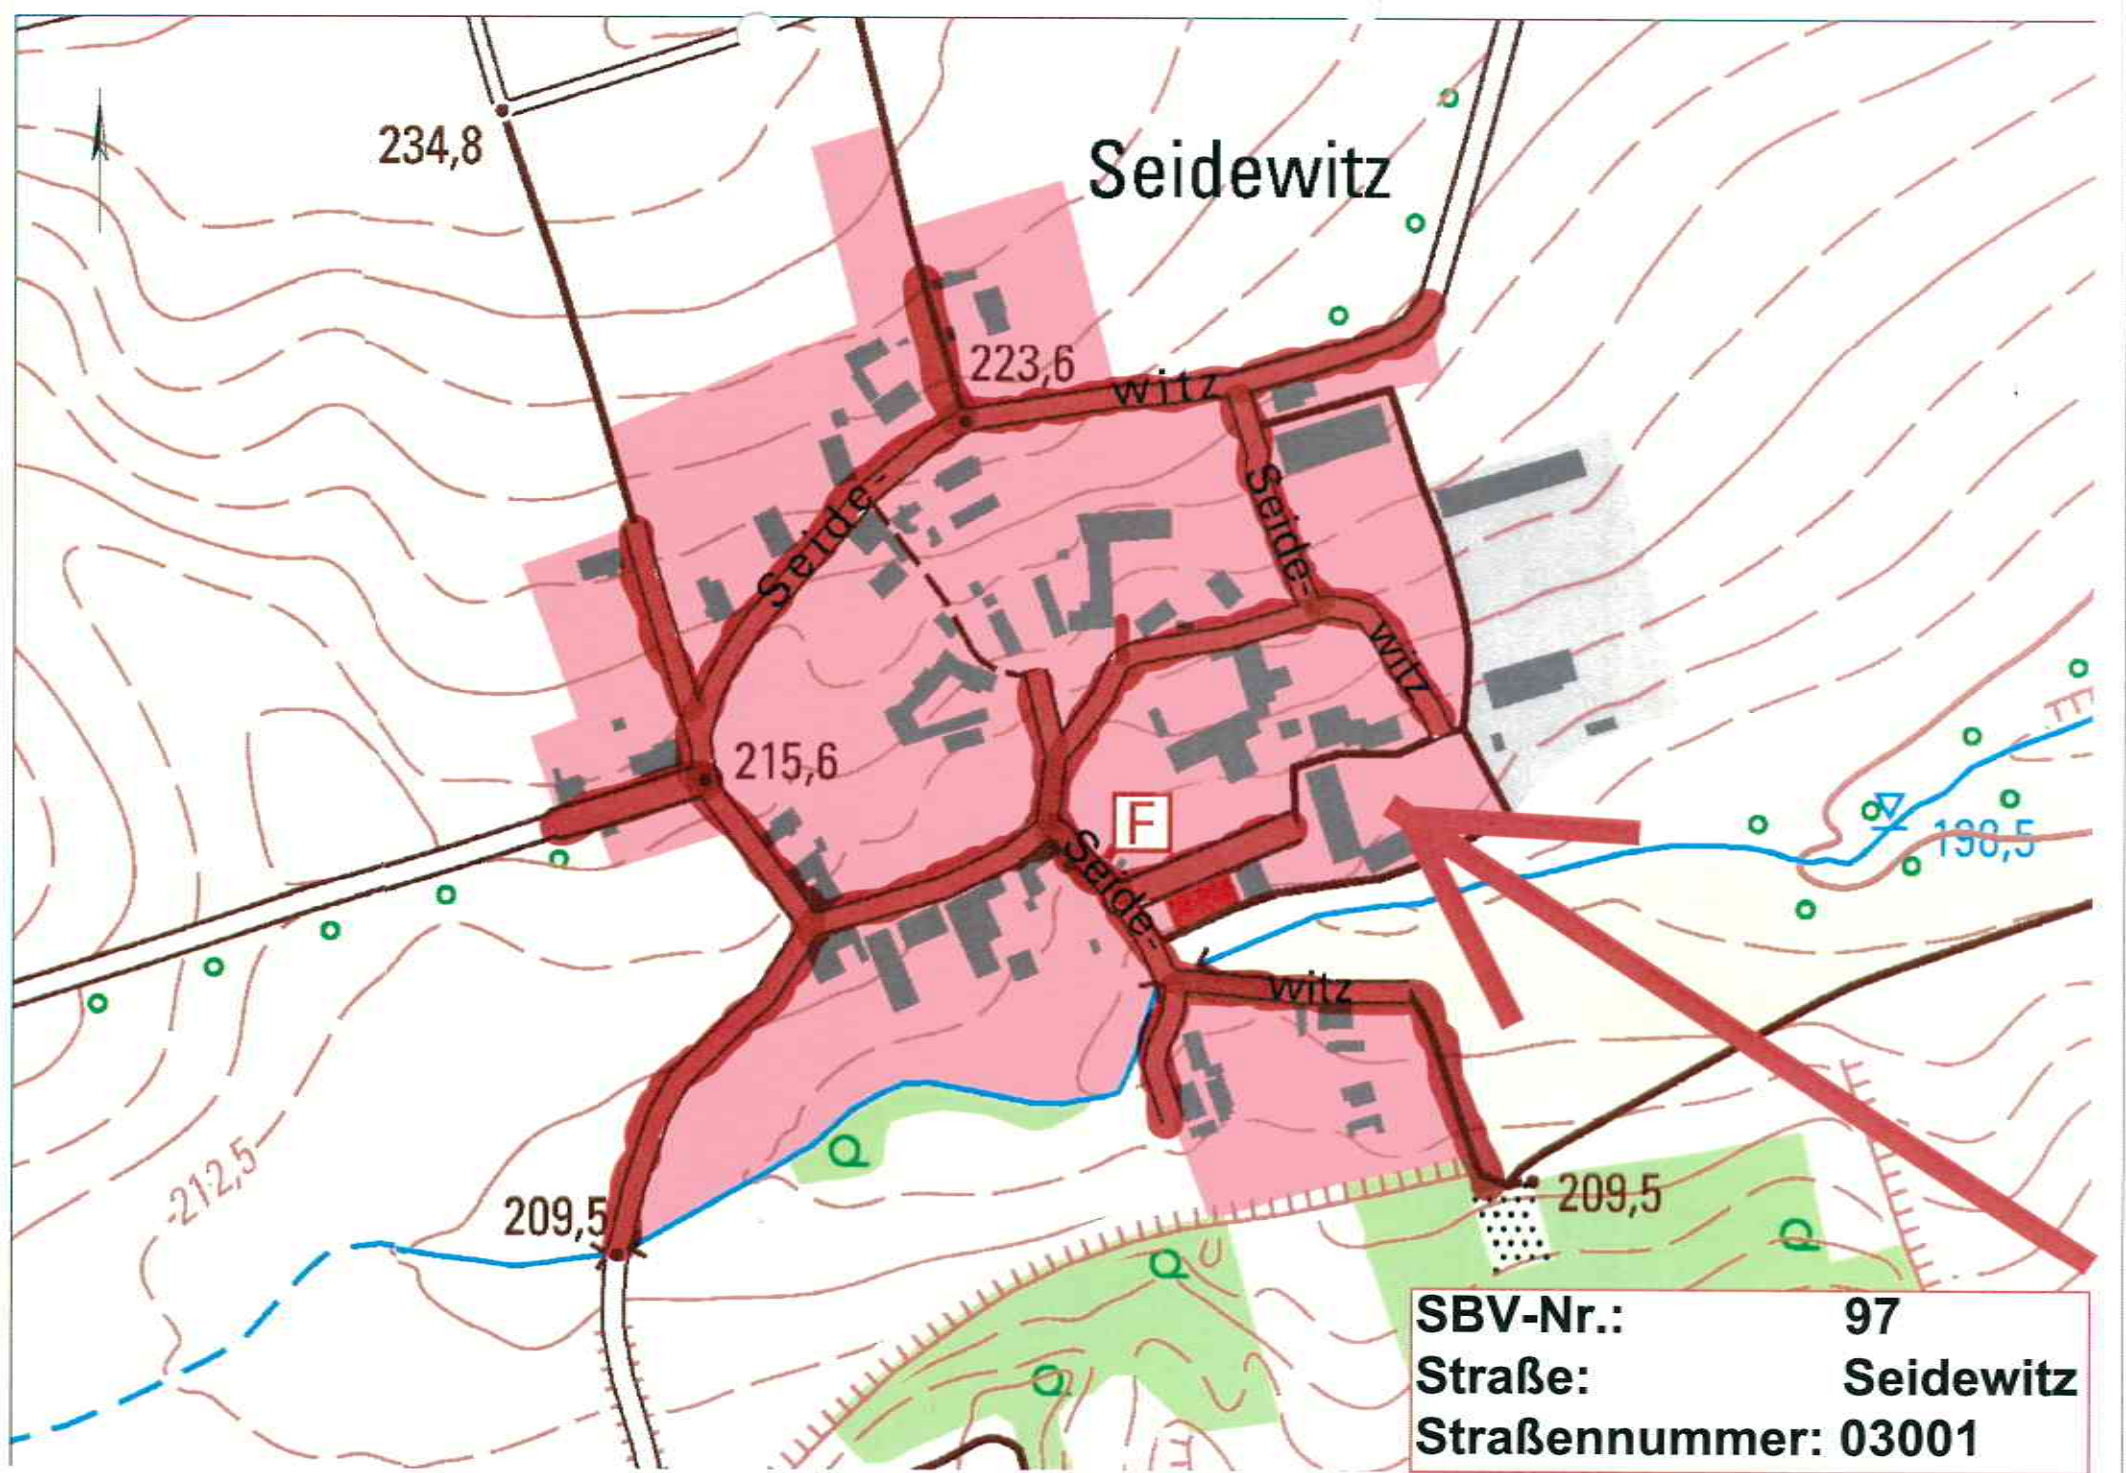 234,8
Seidewitz
223,6
witz
Seide-
Seide-
witz
215,6
F
Seide-
198,5
witz
212,5
209,5
209,5
SBV-Nr.: 97
Straße: Seidewitz
Straßennummer: 03001